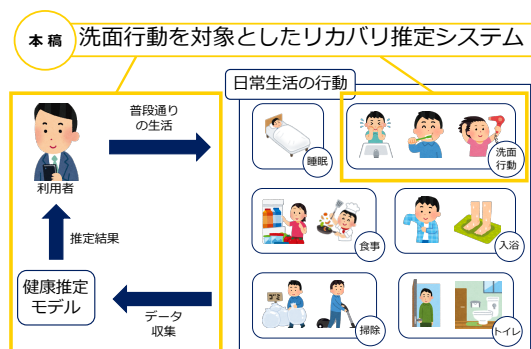 本稿
洗面行動を対象としたリカバリ推定システム
日常生活の行動
普段通り
の生活
利用者
推定結果
健康推定
モデル
データ
収集
睡眠
洗面
行動
食事
入浴
掃除
トイレ